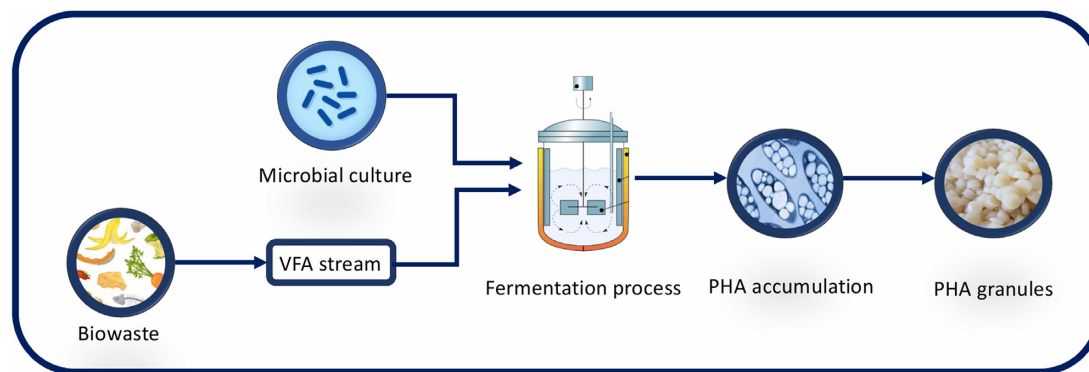 Microbial culture
VFA stream
Biowaste
Fermentation process
PHA accumulation
PHA granules